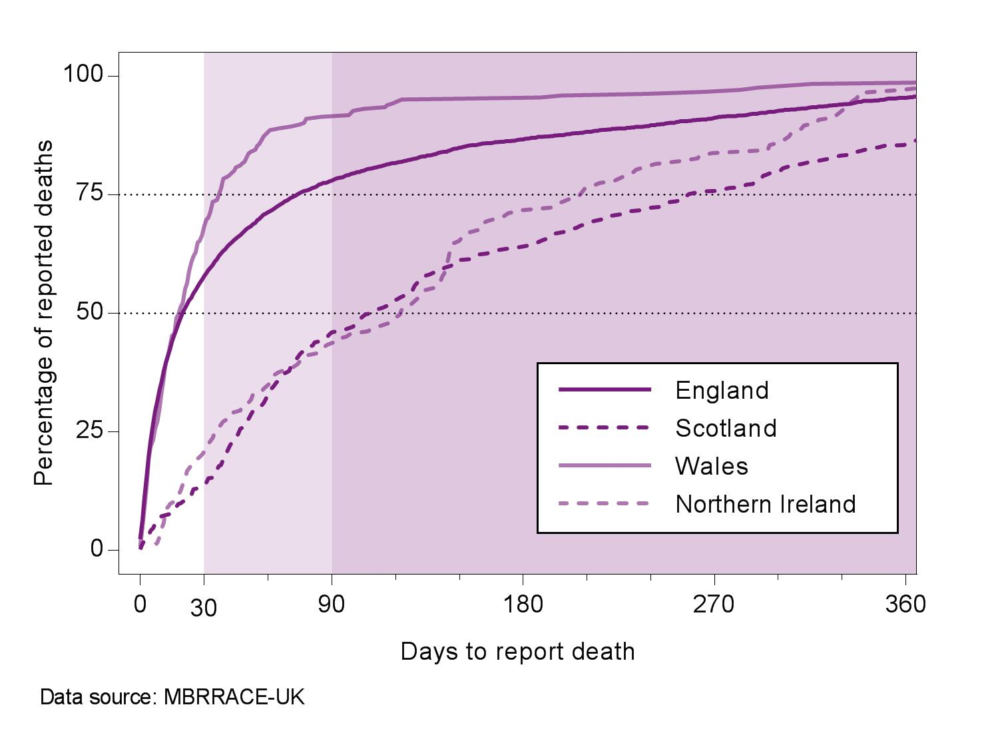 Percentage of reported deaths
100
75
50
25
0
0
30
90
180
270
360
Days to report death
England
Scotland
Wales
Northern Ireland
Data source: MBRRACE-UK